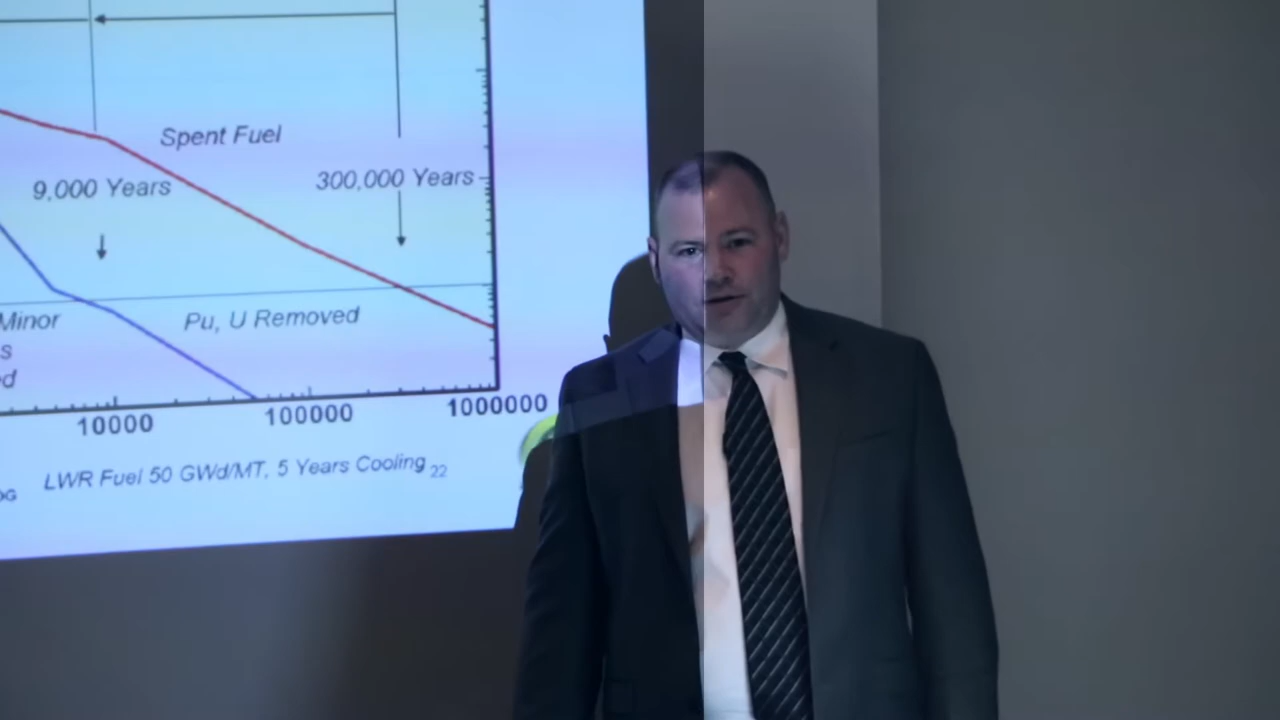 Spent Fuel
9,000 Years
300,000 Years
Minor
s
d
Pu, U Removed
10000
100000
1000000
LWR Fuel 50 GWd/MT, 5 Years Cooling 22